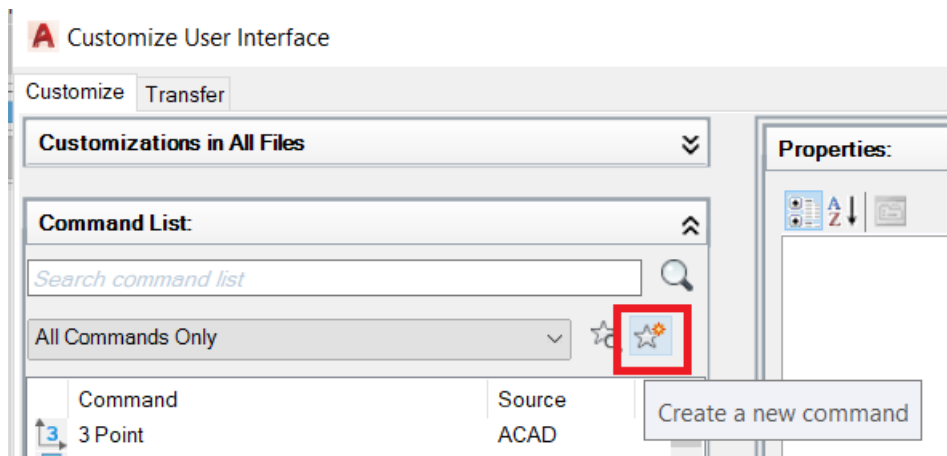 Customize User Interface
Customize Transfer
Customizations in All Files
Properties:
Command List:
Search command list
All Commands Only
Create a new command
Command Source
3 Point ACAD